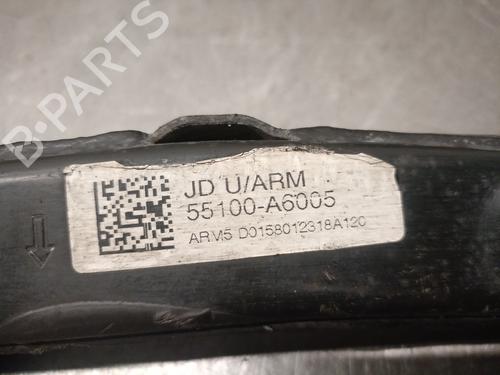 B-PARTS
JD U/ARM
55100-A6005
ARM5 D0158012318A120